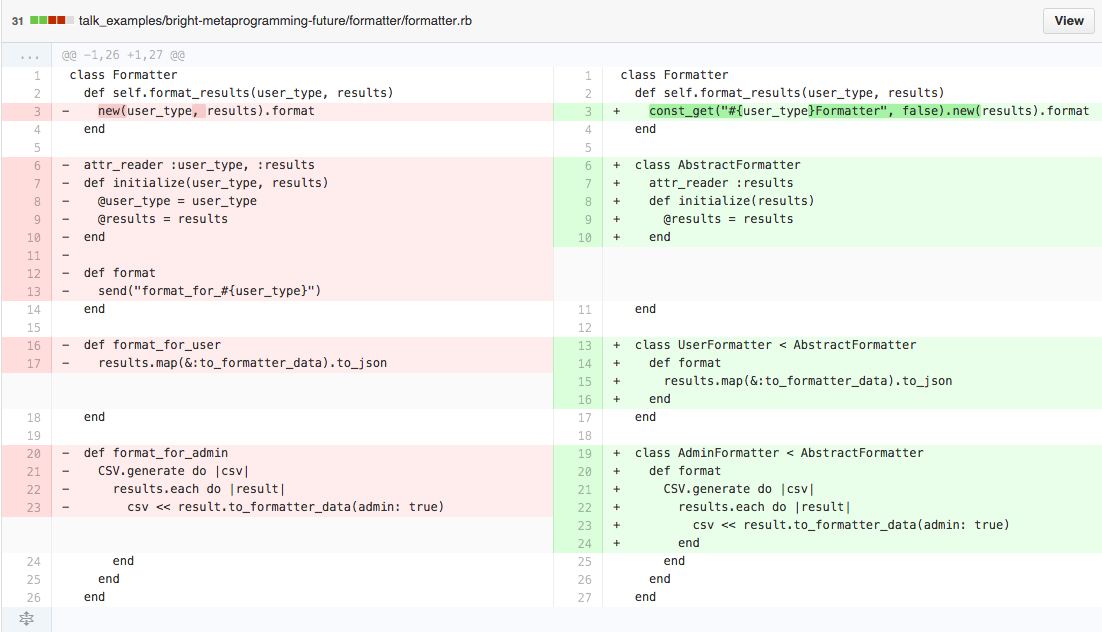 31 talk_examples/bright-metaprogramming-future/formatter/formatter.rb View
... @@ -1,26 +1,27 @@
1 class Formatter
2 def self.format_results(user_type, results)
3 - new(user_type, results).format
4 end
5
6 - attr_reader :user_type, :results
7 - def initialize(user_type, results)
8 - @user_type = user_type
9 - @results = results
10 - end
11 -
12 - def format
13 - send("format_for_#{user_type}")
14 end
15
16 - def format_for_user
17 - results.map(&:to_formatter_data).to_json
18 end
19
20 - def format_for_admin
21 - CSV.generate do |csv|
22 - results.each do |result|
23 - csv << result.to_formatter_data(admin: true)
24 end
25 end
26 end
1 class Formatter
2 def self.format_results(user_type, results)
3 + const_get("#{user_type}Formatter", false).new(results).format
4 end
5
6 + class AbstractFormatter
7 + attr_reader :results
8 + def initialize(results)
9 + @results = results
10 + end
11 end
12
13 + class UserFormatter < AbstractFormatter
14 + def format
15 + results.map(&:to_formatter_data).to_json
16 + end
17 end
18
19 + class AdminFormatter < AbstractFormatter
20 + def format
21 + CSV.generate do |csv|
22 + results.each do |result|
23 + csv << result.to_formatter_data(admin: true)
24 + end
25 end
26 end
27 end